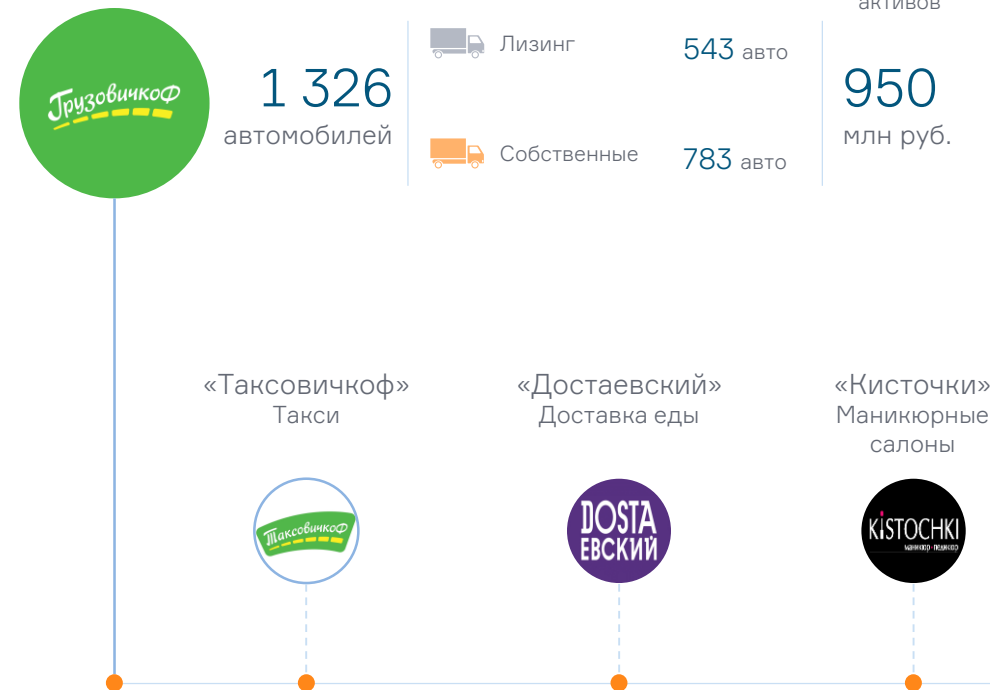 активов
ГрузовичкоФ
1 326
автомобилей
Лизинг
543 авто
Собственные
783 авто
950
млн руб.
«Таксовичкоф»
Такси
«Достаевский»
Доставка еды
«Кисточки»
Маникюрные
салоны
ТаксовичкоФ
DOSTA
ЕВСКИЙ
KiSTOCHKI
маникюр · педикюр